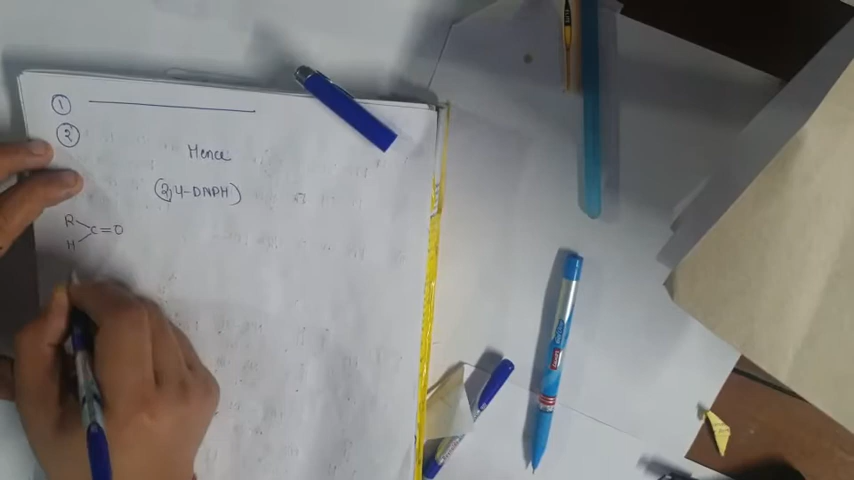 ①
②
Hence
(2,4-DNPH)
R
C=O
H